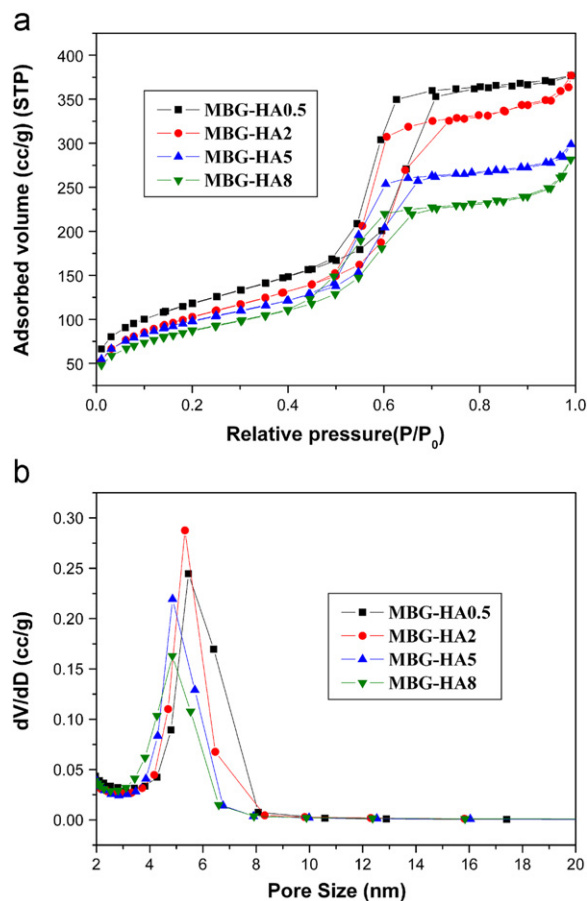 a
400
350
300
250
200
150
100
50
Adsorbed volume (cc/g) (STP)
MBG-HA0.5
MBG-HA2
MBG-HA5
MBG-HA8
0.0 0.2 0.4 0.6 0.8 1.0
Relative pressure(P/P₀)
b
0.30
0.25
0.20
0.15
0.10
0.05
0.00
dV/dD (cc/g)
MBG-HA0.5
MBG-HA2
MBG-HA5
MBG-HA8
2 4 6 8 10 12 14 16 18 20
Pore Size (nm)